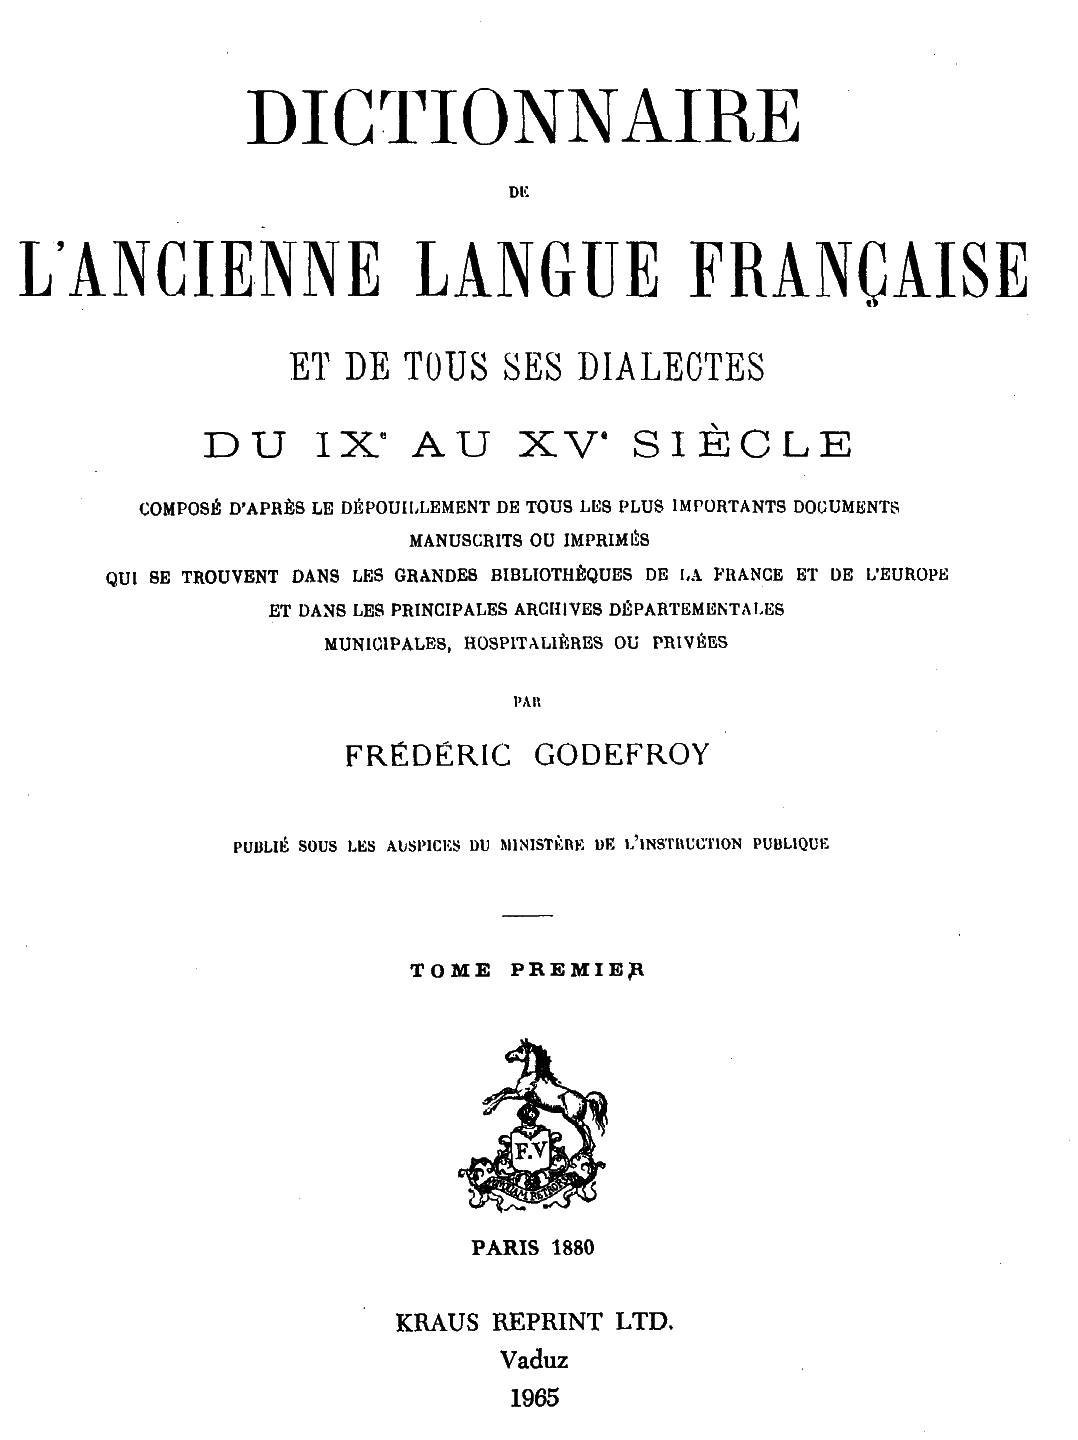 DICTIONNAIRE
DE
L'ANCIENNE LANGUE FRANÇAISE
ET DE TOUS SES DIALECTES
DU IXe AU XVe SIÈCLE
COMPOSÉ D'APRÈS LE DÉPOUILLEMENT DE TOUS LES PLUS IMPORTANTS DOCUMENTS
MANUSCRITS OU IMPRIMÉS
QUI SE TROUVENT DANS LES GRANDES BIBLIOTHÈQUES DE LA FRANCE ET DE L'EUROPE
ET DANS LES PRINCIPALES ARCHIVES DÉPARTEMENTALES
MUNICIPALES, HOSPITALIÈRES OU PRIVÉES
PAR
FRÉDÉRIC GODEFROY
PUBLIÉ SOUS LES AUSPICES DU MINISTÈRE DE L'INSTRUCTION PUBLIQUE
TOME PREMIER
F.V
PARIS 1880
KRAUS REPRINT LTD.
Vaduz
1965